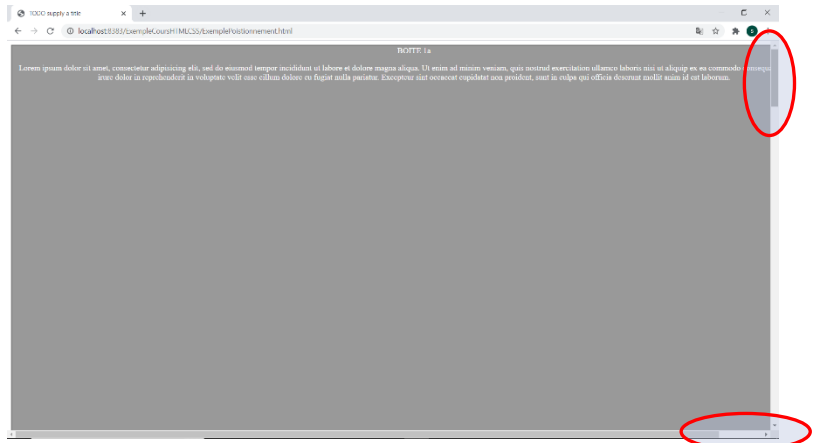 TODO supply a title
localhost:8383/ExempleCoursHTMLCSS/ExemplePoistionnement.html
BOITE 1a
Lorem ipsum dolor sit amet, consectetur adipisicing elit, sed do eiusmod tempor incididunt ut labore et dolore magna aliqua. Ut enim ad minim veniam, quis nostrud exercitation ullamco laboris nisi ut aliquip ex ea commodo consequ
irure dolor in reprehenderit in voluptate velit esse cillum dolore eu fugiat nulla pariatur. Excepteur sint occaecat cupidatat non proident, sunt in culpa qui officia deserunt mollit anim id est laborum.